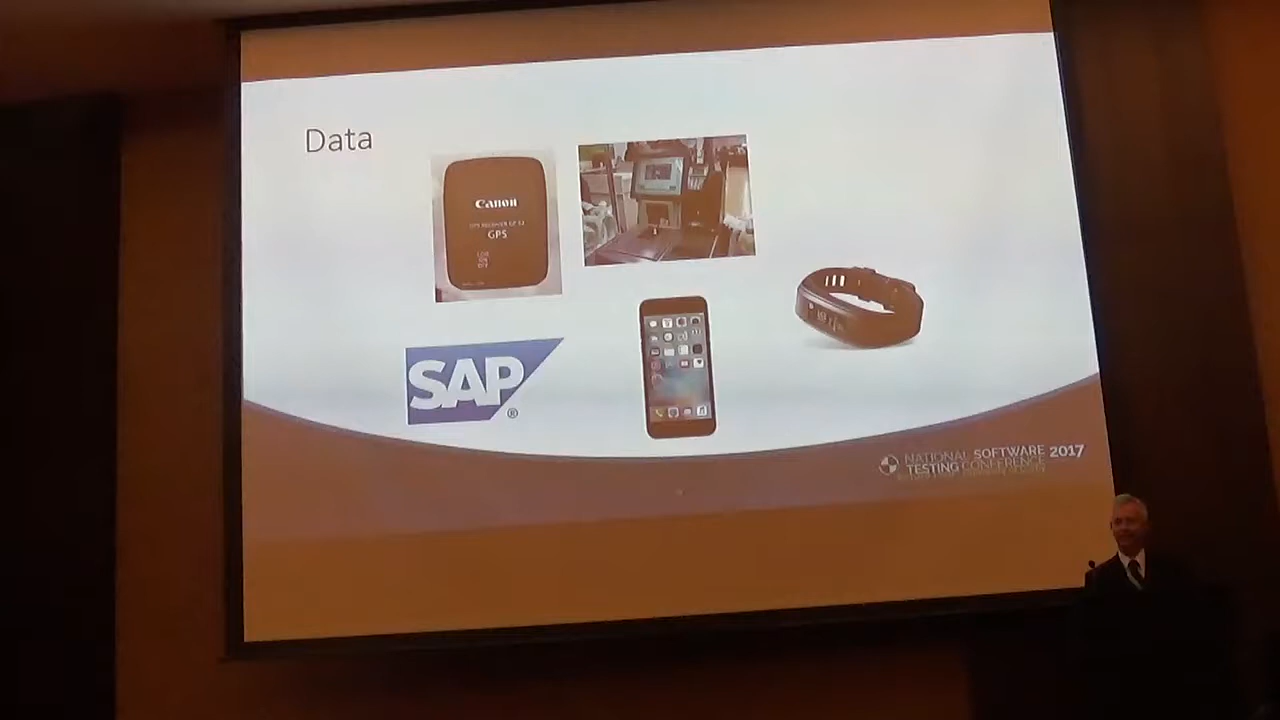 Data
Canon
GPS
SAP®
NATIONAL SOFTWARE 2017
TESTING CONFERENCE